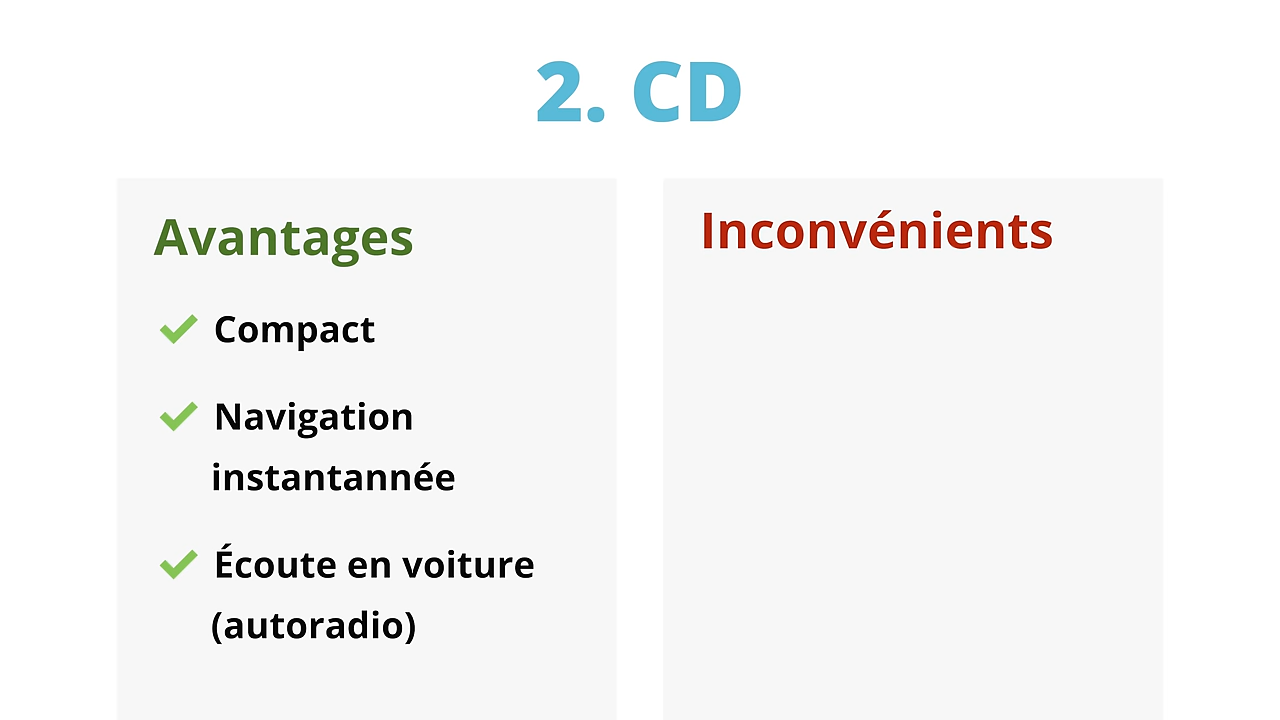 2. CD
Avantages
Compact
Navigation
instantannée
Écoute en voiture
(autoradio)
Inconvénients